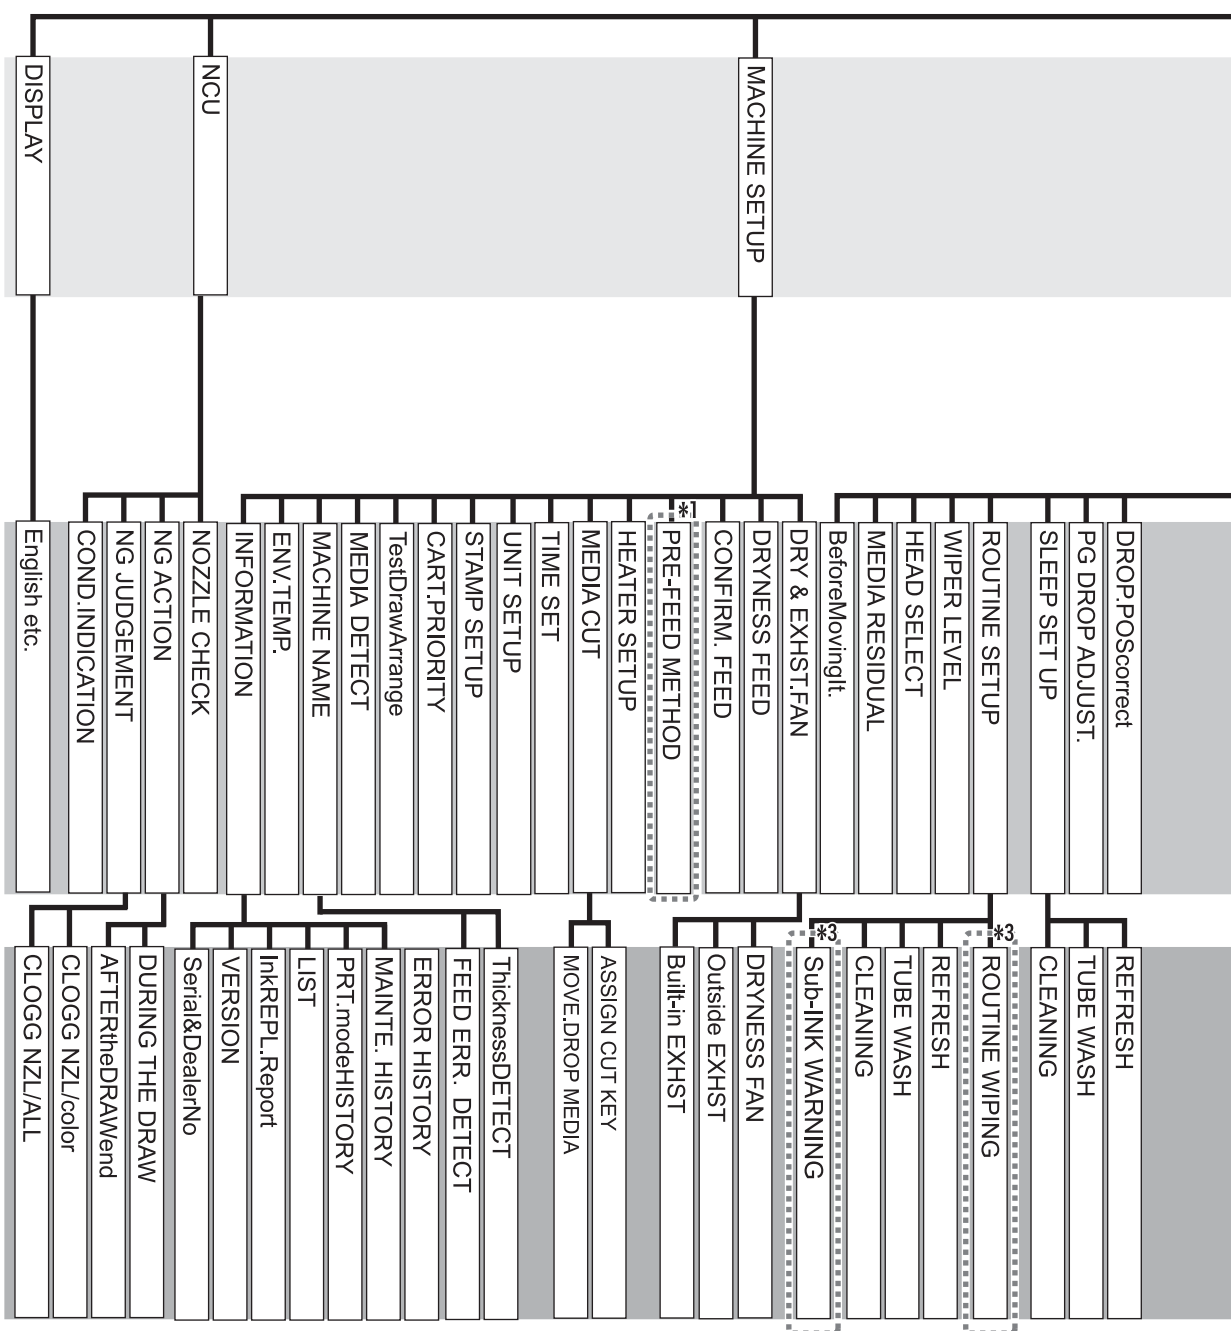 MACHINE SETUP
NCU
DISPLAY
DROP.POScorrect
PG DROP ADJUST.
SLEEP SET UP
ROUTINE SETUP
WIPER LEVEL
HEAD SELECT
MEDIA RESIDUAL
BeforeMovingIt.
DRY & EXHST.FAN
DRYNESS FEED
CONFIRM. FEED
*1
PRE-FEED METHOD
HEATER SETUP
MEDIA CUT
TIME SET
UNIT SETUP
STAMP SETUP
CART.PRIORITY
TestDrawArrange
MEDIA DETECT
MACHINE NAME
ENV.TEMP.
INFORMATION
NOZZLE CHECK
NG ACTION
NG JUDGEMENT
COND.INDICATION
English etc.
REFRESH
TUBE WASH
CLEANING
*3
ROUTINE WIPING
REFRESH
TUBE WASH
CLEANING
*3
Sub-INK WARNING
DRYNESS FAN
Outside EXHST
Built-in EXHST
ASSIGN CUT KEY
MOVE.DROP MEDIA
ThicknessDETECT
FEED ERR. DETECT
ERROR HISTORY
MAINTE. HISTORY
PRT.modeHISTORY
LIST
InkREPL.Report
VERSION
Serial&DealerNo
DURING THE DRAW
AFTERtheDRAWend
CLOGG NZL/color
CLOGG NZL/ALL